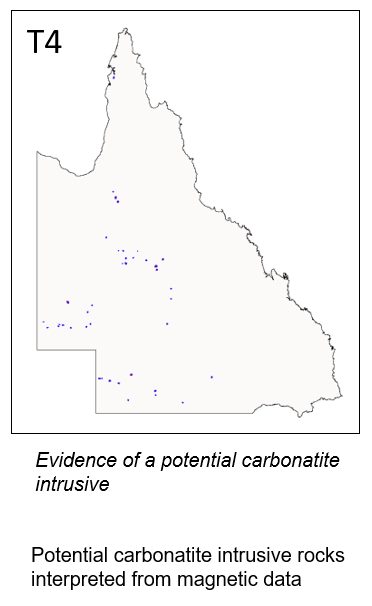 T4
Evidence of a potential carbonatite
intrusive
Potential carbonatite intrusive rocks
interpreted from magnetic data